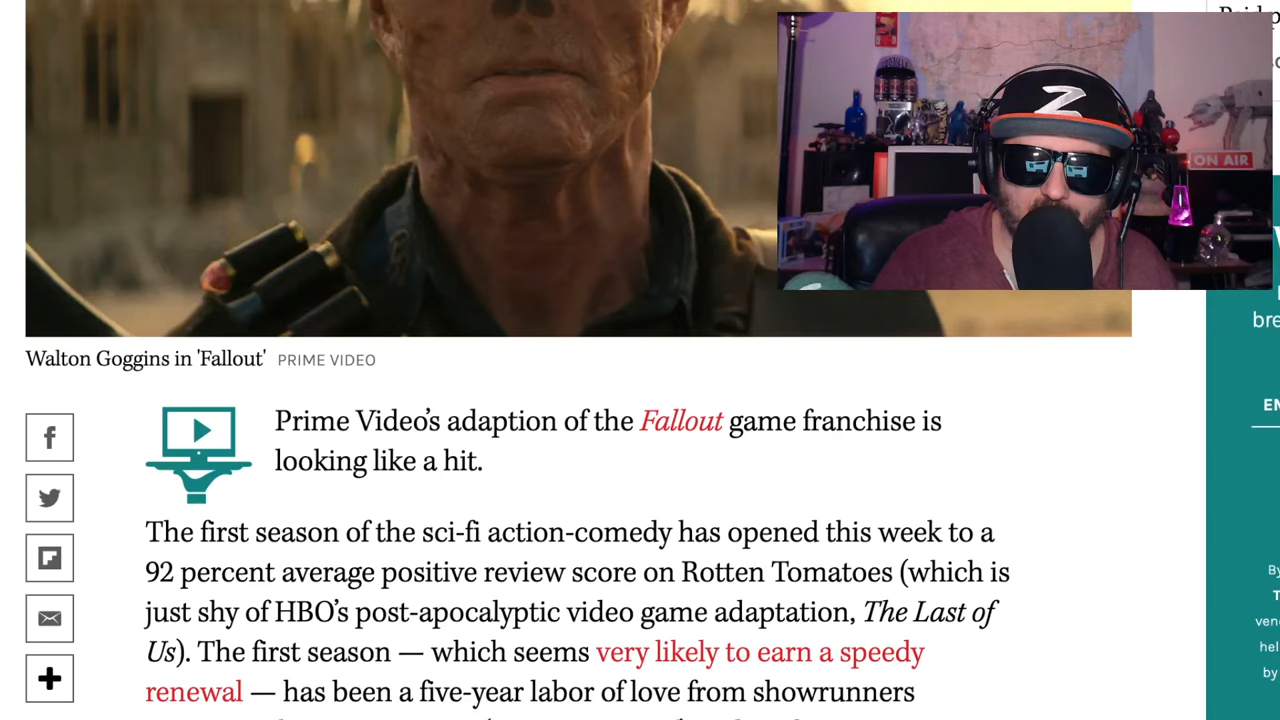 Z
ON AIR
Walton Goggins in 'Fallout' PRIME VIDEO
Prime Video's adaption of the Fallout game franchise is
looking like a hit.
The first season of the sci-fi action-comedy has opened this week to a
92 percent average positive review score on Rotten Tomatoes (which is
just shy of HBO's post-apocalyptic video game adaptation, The Last of
Us). The first season — which seems very likely to earn a speedy
renewal — has been a five-year labor of love from showrunners